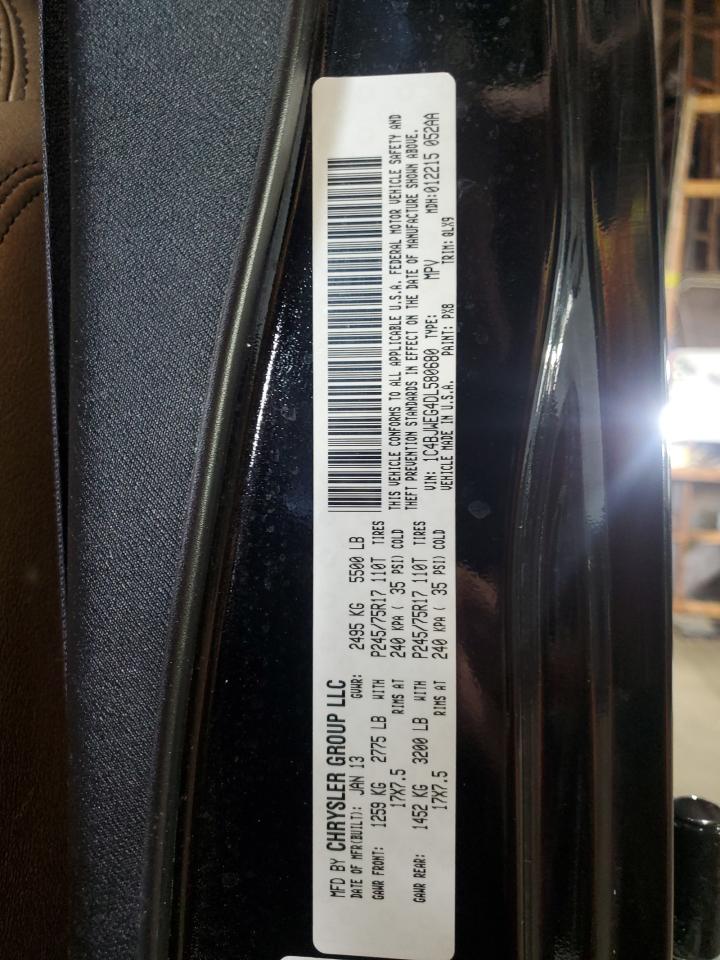 MFD BY CHRYSLER GROUP LLC
DATE OF MFR(BUILT): JAN 13 GVWR: 2495 KG 5500 LB
GAWR FRONT: 1259 KG 2775 LB WITH P245/75R17 110T TIRES
17X7.5 RIMS AT 240 KPA ( 35 PSI) COLD
GAWR REAR: 1452 KG 3200 LB WITH P245/75R17 110T TIRES
17X7.5 RIMS AT 240 KPA ( 35 PSI) COLD
THIS VEHICLE CONFORMS TO ALL APPLICABLE U.S.A. FEDERAL MOTOR VEHICLE SAFETY AND
THEFT PREVENTION STANDARDS IN EFFECT ON THE DATE OF MANUFACTURE SHOWN ABOVE.
VIN: 1C4BJWEG4DL580680 TYPE: MPV MDH:012215 052AA
VEHICLE MADE IN U.S.A. PAINT: PX8 TRIM: QLX9